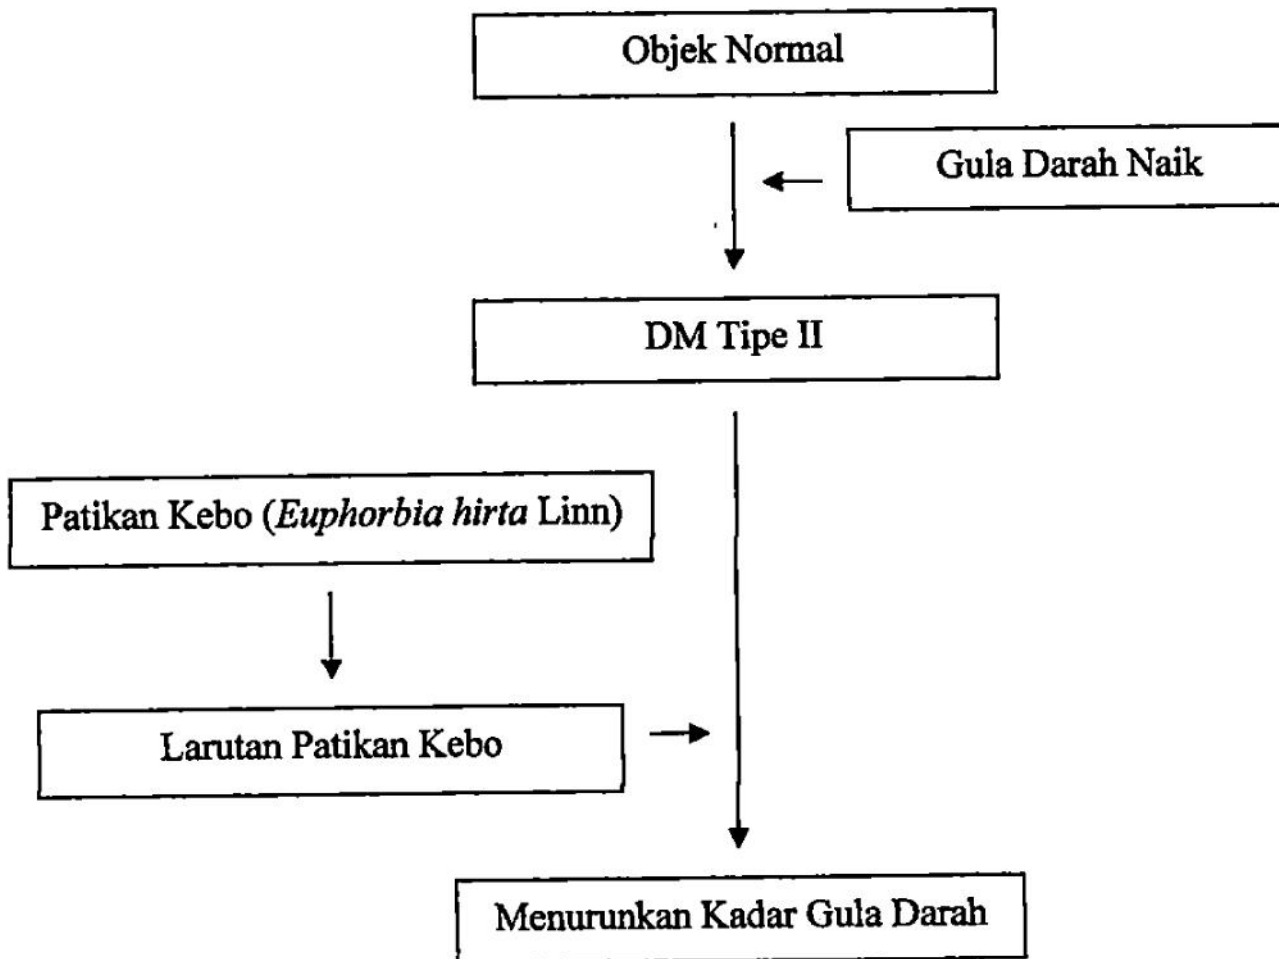 Objek Normal
Gula Darah Naik
DM Tipe II
Patikan Kebo (Euphorbia hirta Linn)
Larutan Patikan Kebo
Menurunkan Kadar Gula Darah